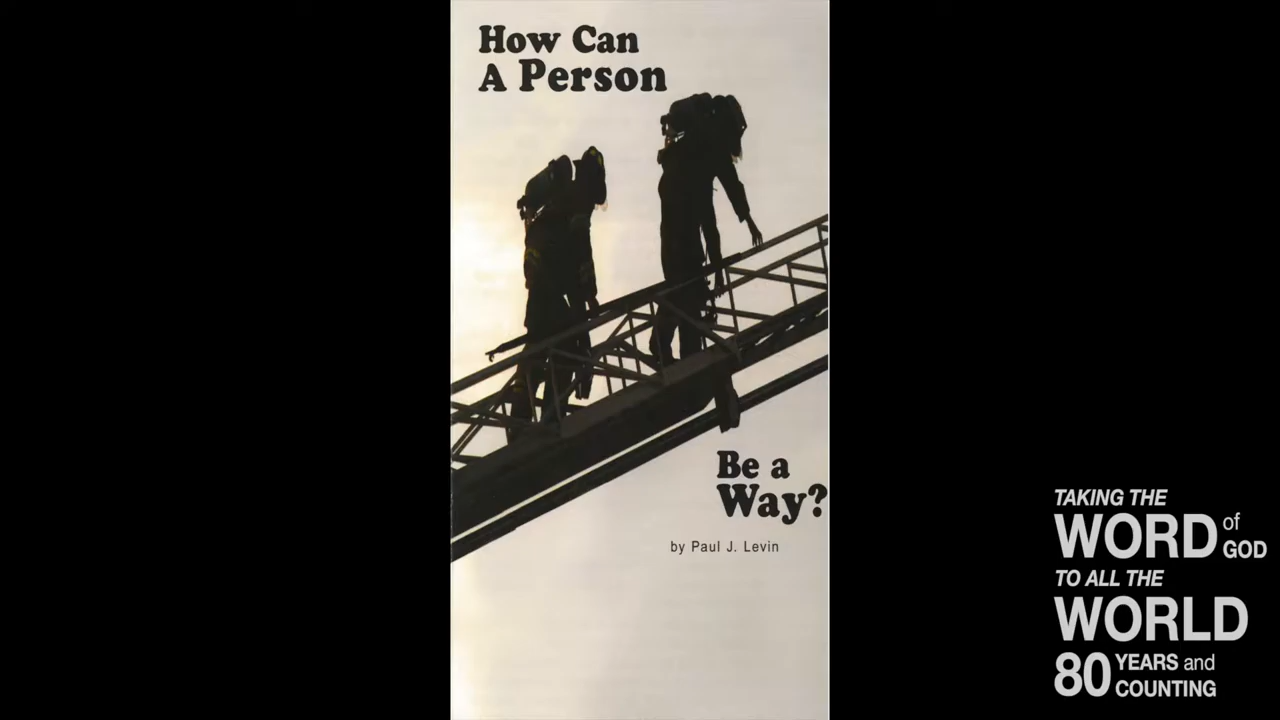 How Can
A Person
Be a
Way?
by Paul J. Levin
TAKING THE
WORD of GOD
TO ALL THE
WORLD
80 YEARS and COUNTING